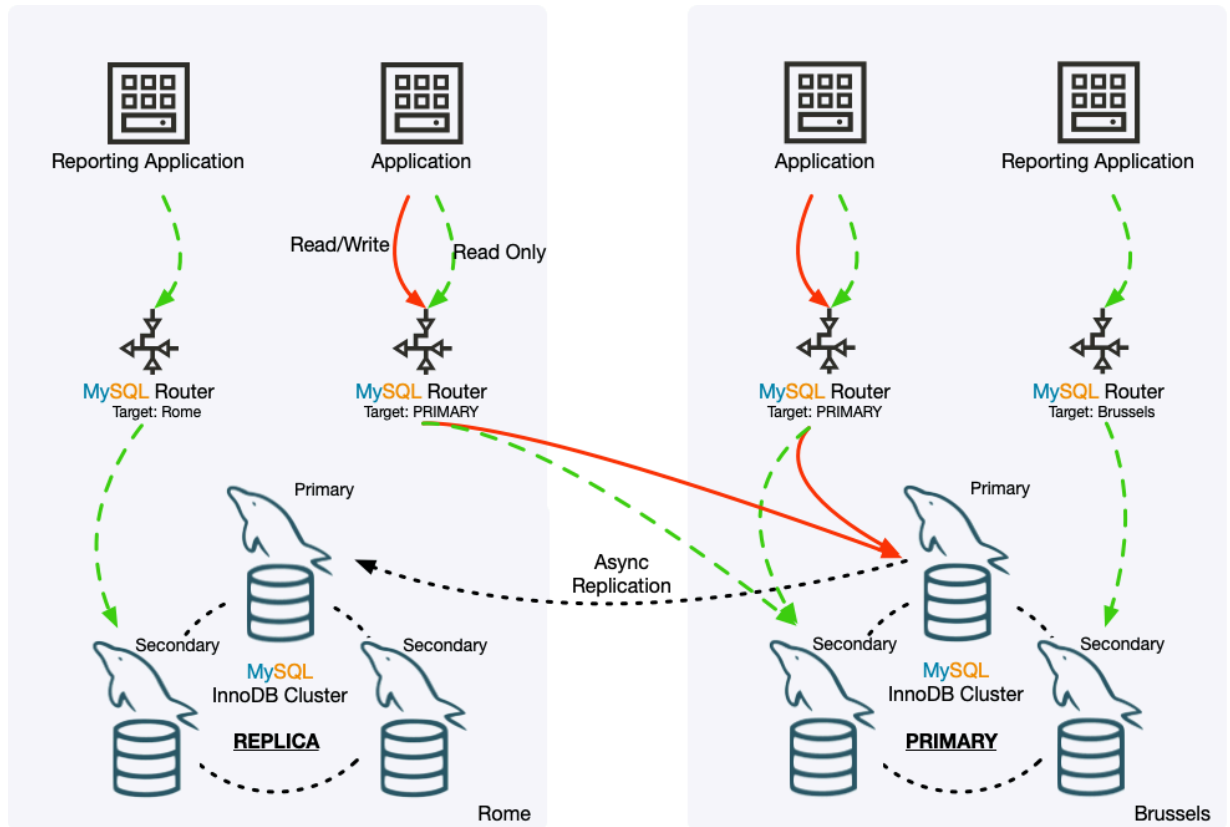 Reporting Application
Application
Application
Reporting Application
Read/Write
Read Only
MySQL Router
Target: Rome
MySQL Router
Target: PRIMARY
MySQL Router
Target: PRIMARY
MySQL Router
Target: Brussels
Primary
Secondary
Secondary
MySQL
InnoDB Cluster
REPLICA
Rome
Async
Replication
Primary
Secondary
Secondary
MySQL
InnoDB Cluster
PRIMARY
Brussels